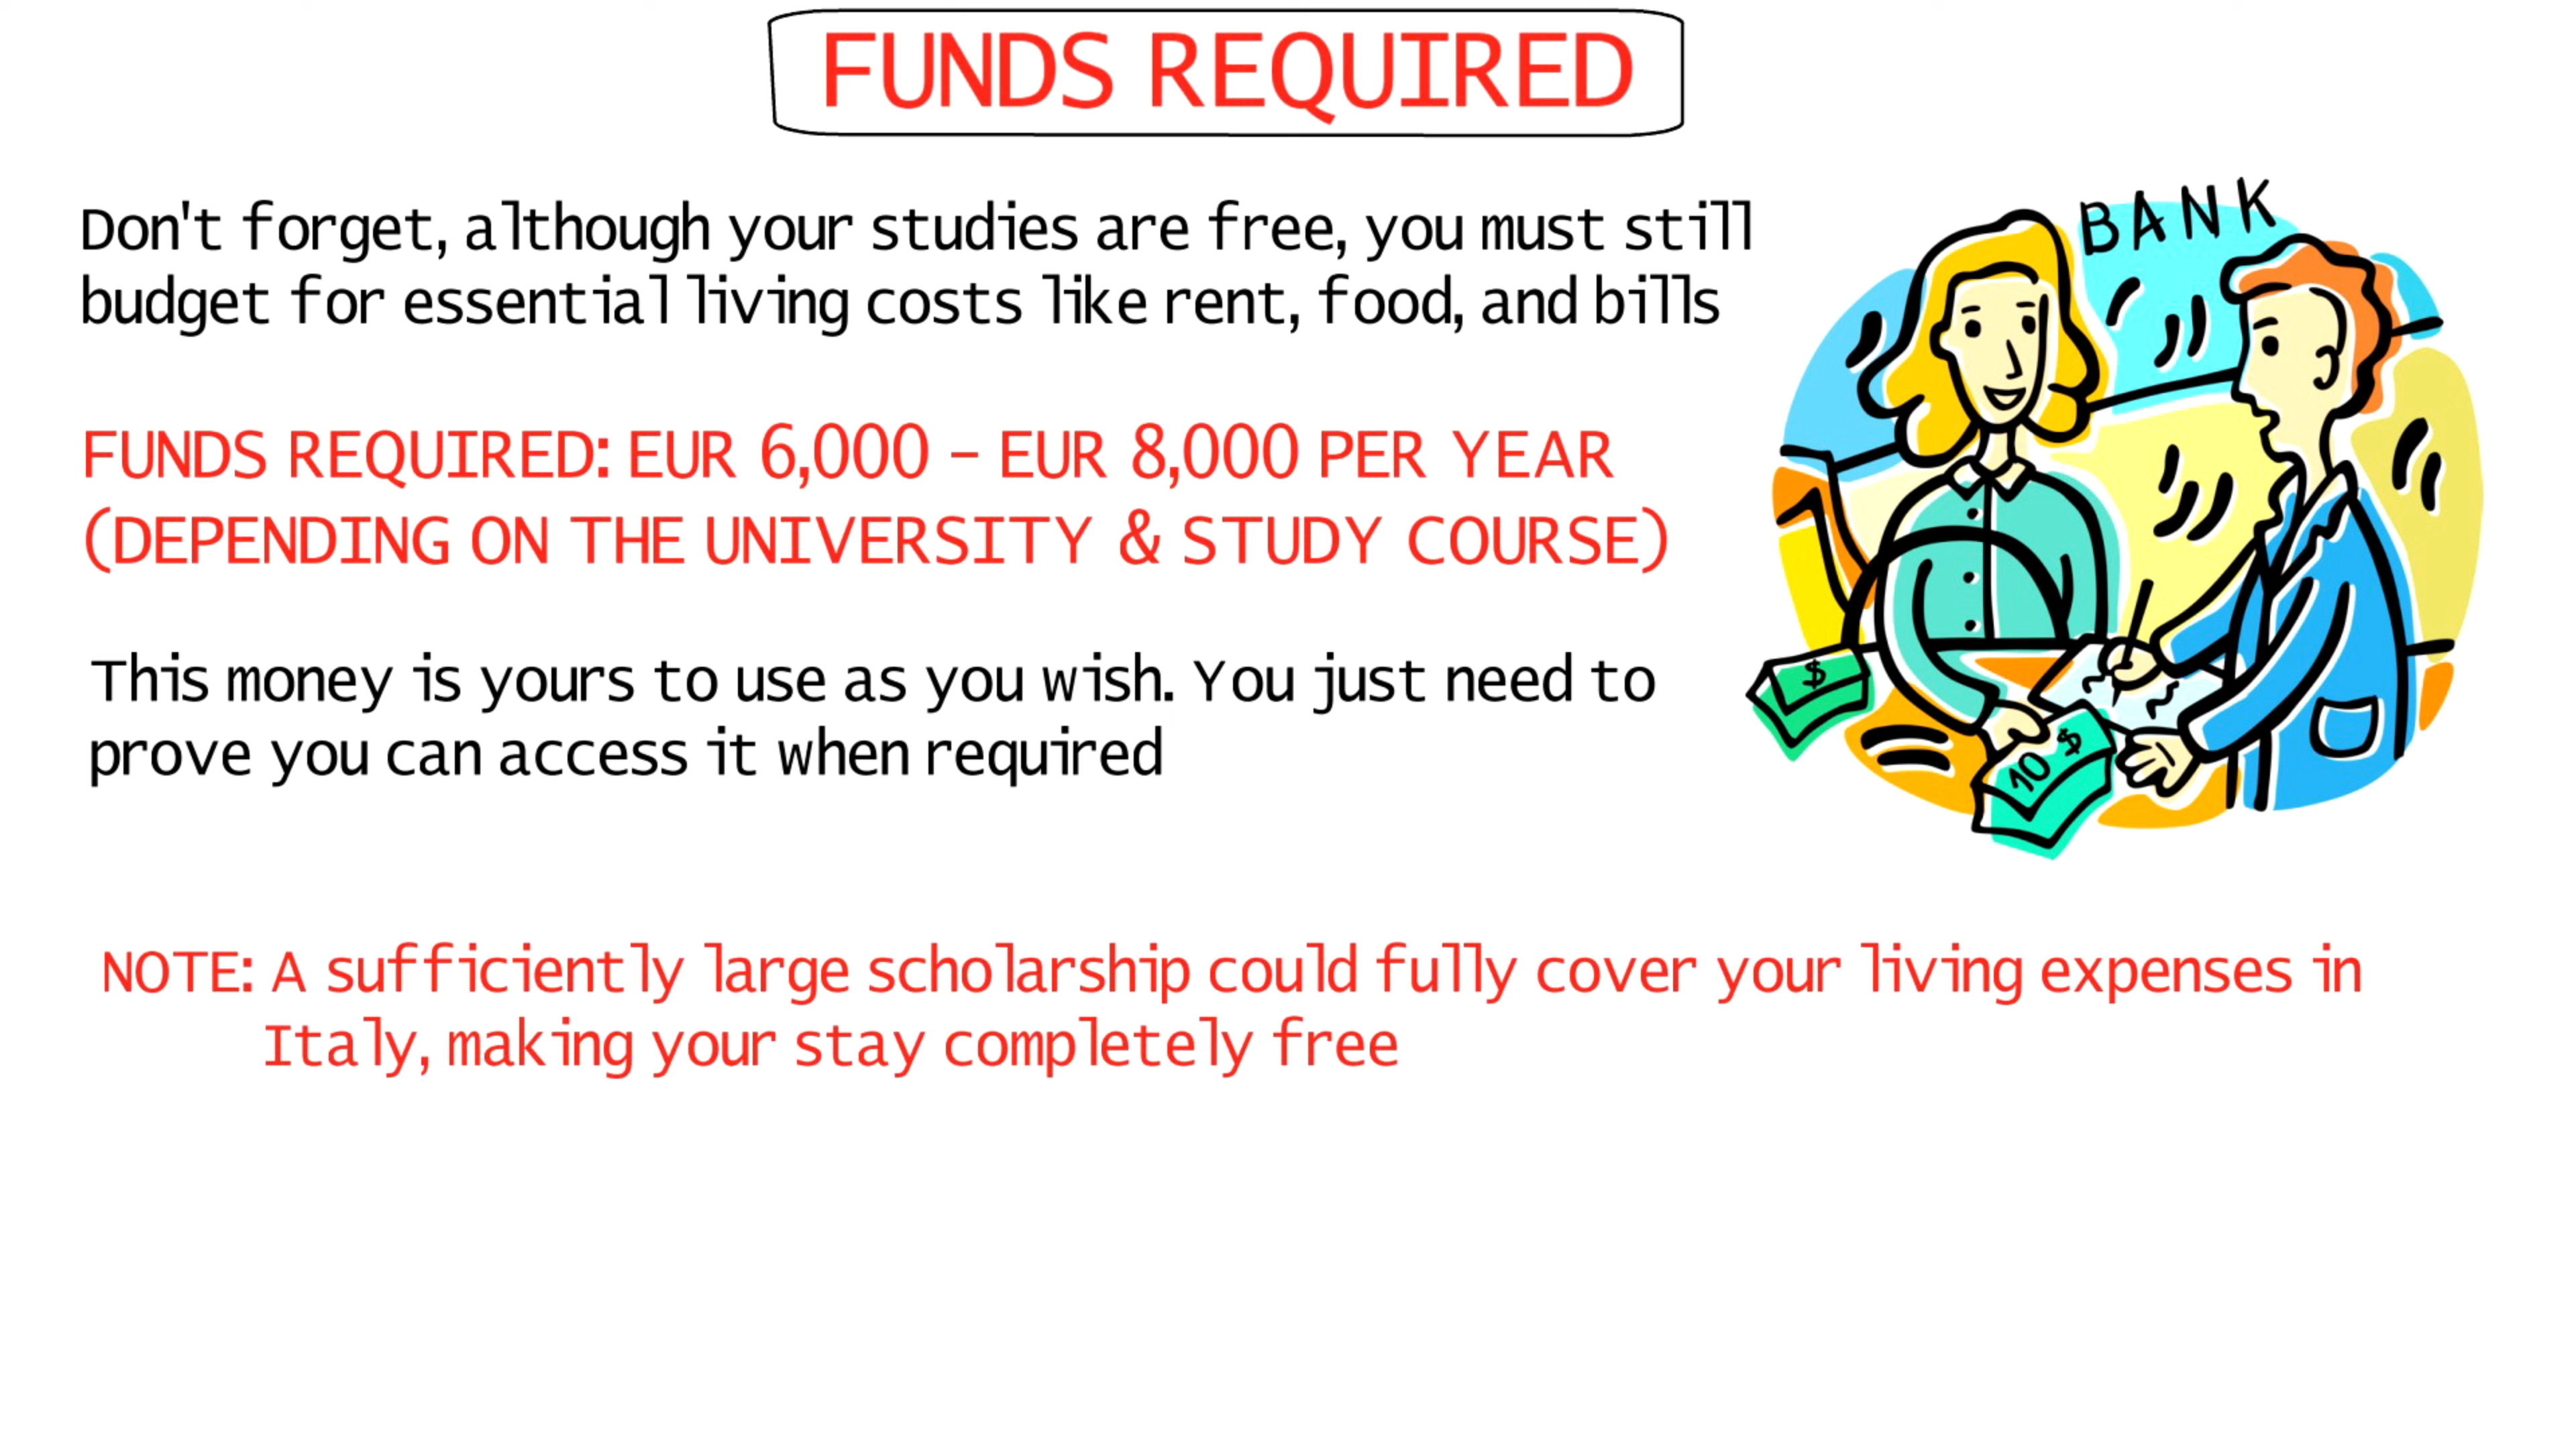 FUNDS REQUIRED
Don't forget, although your studies are free, you must still
budget for essential living costs like rent, food, and bills
FUNDS REQUIRED: EUR 6,000 - EUR 8,000 PER YEAR
(DEPENDING ON THE UNIVERSITY & STUDY COURSE)
This money is yours to use as you wish. You just need to
prove you can access it when required
BANK
$
10 $
NOTE: A sufficiently large scholarship could fully cover your living expenses in
Italy, making your stay completely free